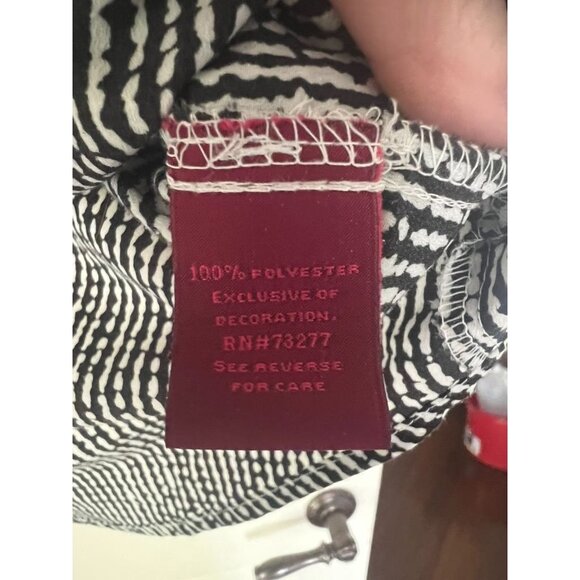 100% POLYESTER
EXCLUSIVE OF
DECORATION.
RN#73277
SEE REVERSE
FOR CARE